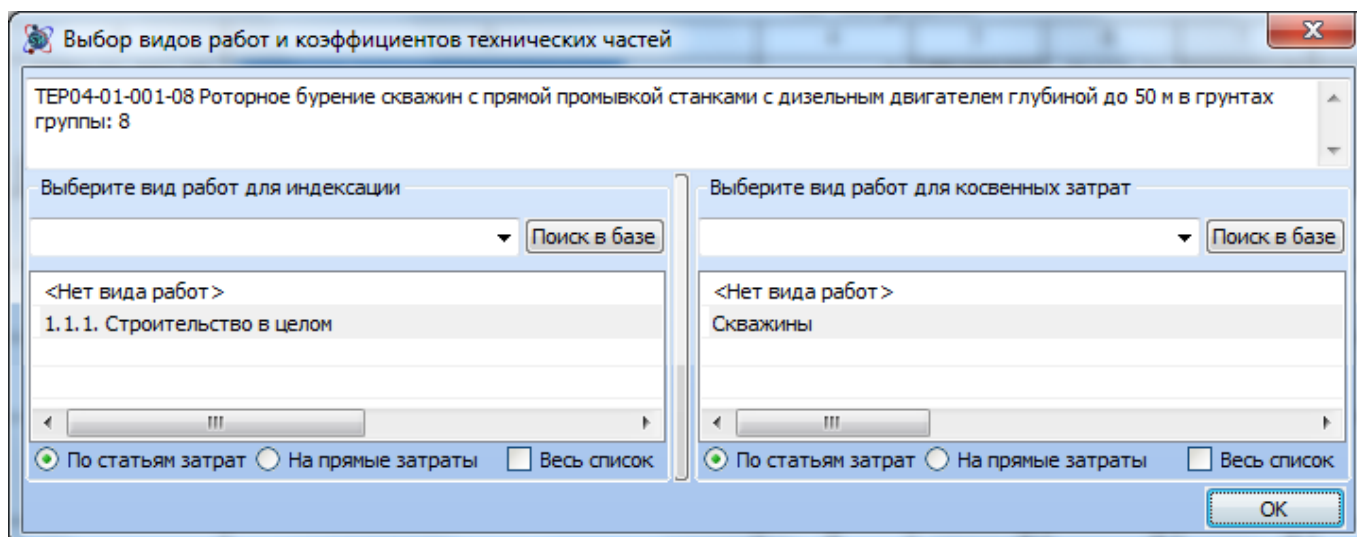 Выбор видов работ и коэффициентов технических частей
ТЕР04-01-001-08 Роторное бурение скважин с прямой промывкой станками с дизельным двигателем глубиной до 50 м в грунтах
группы: 8
Выберите вид работ для индексации
Поиск в базе
<Нет вида работ>
1.1.1. Строительство в целом
По статьям затрат На прямые затраты Весь список
Выберите вид работ для косвенных затрат
Поиск в базе
<Нет вида работ>
Скважины
По статьям затрат На прямые затраты Весь список
ОК